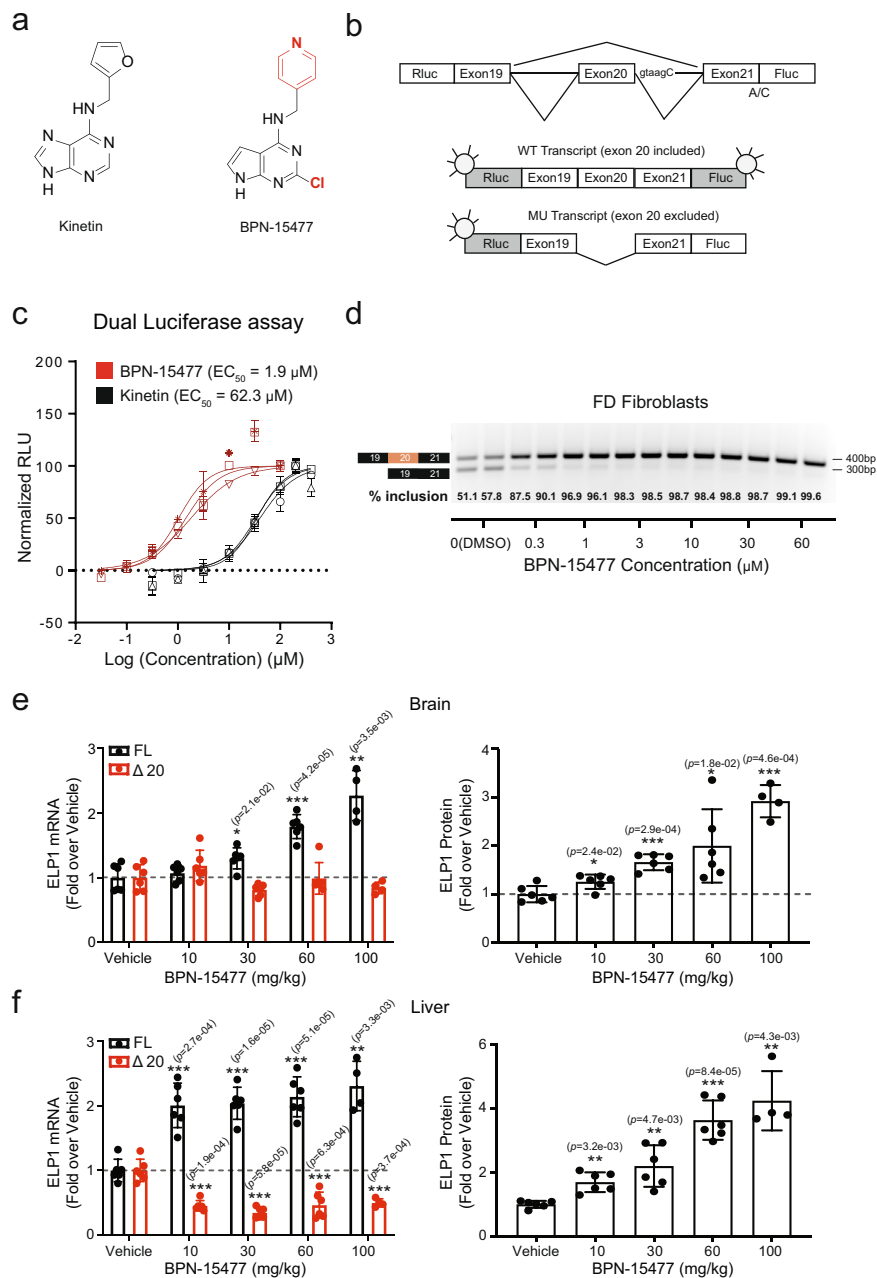 a
O
HN
N
N
N
N
H
Kinetin
N
HN
N
N
N
H
Cl
BPN-15477
b
Rluc Exon19 Exon20 gtaagC Exon21 Fluc
A/C
WT Transcript (exon 20 included)
Rluc Exon19 Exon20 Exon21 Fluc
MU Transcript (exon 20 excluded)
Rluc Exon19 Exon21 Fluc
c
Dual Luciferase assay
BPN-15477 (EC50 = 1.9 µM)
Kinetin (EC50 = 62.3 µM)
Normalized RLU
200
150
100
50
0
-50
-2 -1 0 1 2 3
Log (Concentration) (µM)
d
FD Fibroblasts
19 20 21
19 21
400bp
300bp
% inclusion 51.1 57.8 87.5 90.1 96.9 96.1 98.3 98.5 98.7 98.4 98.8 98.7 99.1 99.6
0(DMSO) 0.3 1 3 10 30 60
BPN-15477 Concentration (µM)
e
Brain
FL
Δ 20
ELP1 mRNA
(Fold over Vehicle)
3
2
1
0
* (p=2.1e-02)
*** (p=4.2e-05)
** (p=3.5e-03)
Vehicle 10 30 60 100
BPN-15477 (mg/kg)
ELP1 Protein
(Fold over Vehicle)
4
3
2
1
0
(p=2.4e-02)
*
(p=2.9e-04)
***
(p=1.8e-02)
*
(p=4.6e-04)
***
Vehicle 10 30 60 100
BPN-15477 (mg/kg)
f
Liver
FL
Δ 20
ELP1 mRNA
(Fold over Vehicle)
3
2
1
0
*** (p=2.7e-04)
*** (p=1.6e-05)
*** (p=5.1e-05)
** (p=3.3e-03)
*** (p=1.9e-04)
*** (p=5.8e-05)
*** (p=6.3e-04)
*** (p=3.7e-04)
Vehicle 10 30 60 100
BPN-15477 (mg/kg)
ELP1 Protein
(Fold over Vehicle)
6
4
2
0
(p=3.2e-03)
**
(p=4.7e-03)
**
(p=8.4e-05)
***
(p=4.3e-03)
**
Vehicle 10 30 60 100
BPN-15477 (mg/kg)